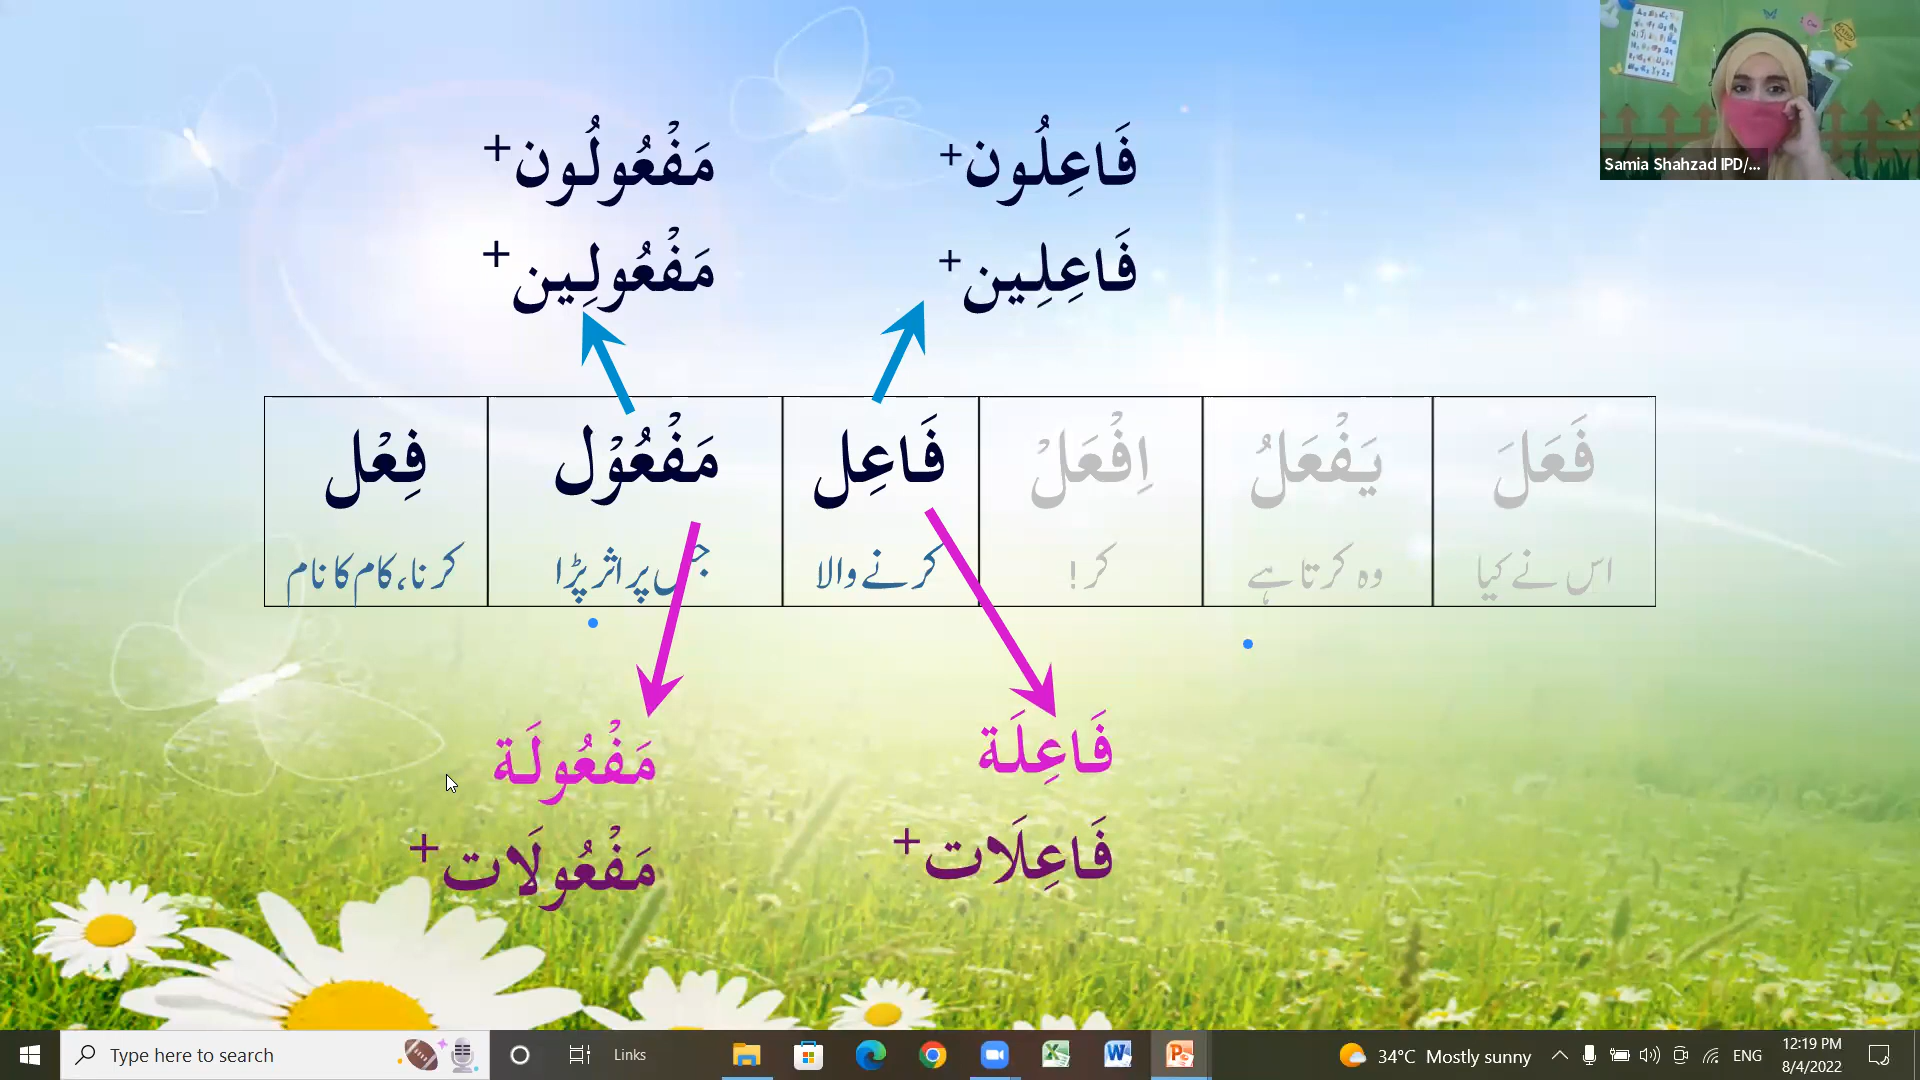 فَاعِلُون+ مَفْعُولُون+
فَاعِلِين+ مَفْعُولِين+
فَعَلَ يَفْعَلُ اِفْعَلْ فَاعِل مَفْعُوْل فِعْل
اس نے کیا وہ کرتا ہے کر! کرنے والا جس پر اثر پڑا کرنا، کام کا نام
فَاعِلَة مَفْعُولَة
فَاعِلَات+ مَفْعُولَات+
Samia Shahzad IPD/...
Type here to search
Links
34°C Mostly sunny
ENG
12:19 PM
8/4/2022